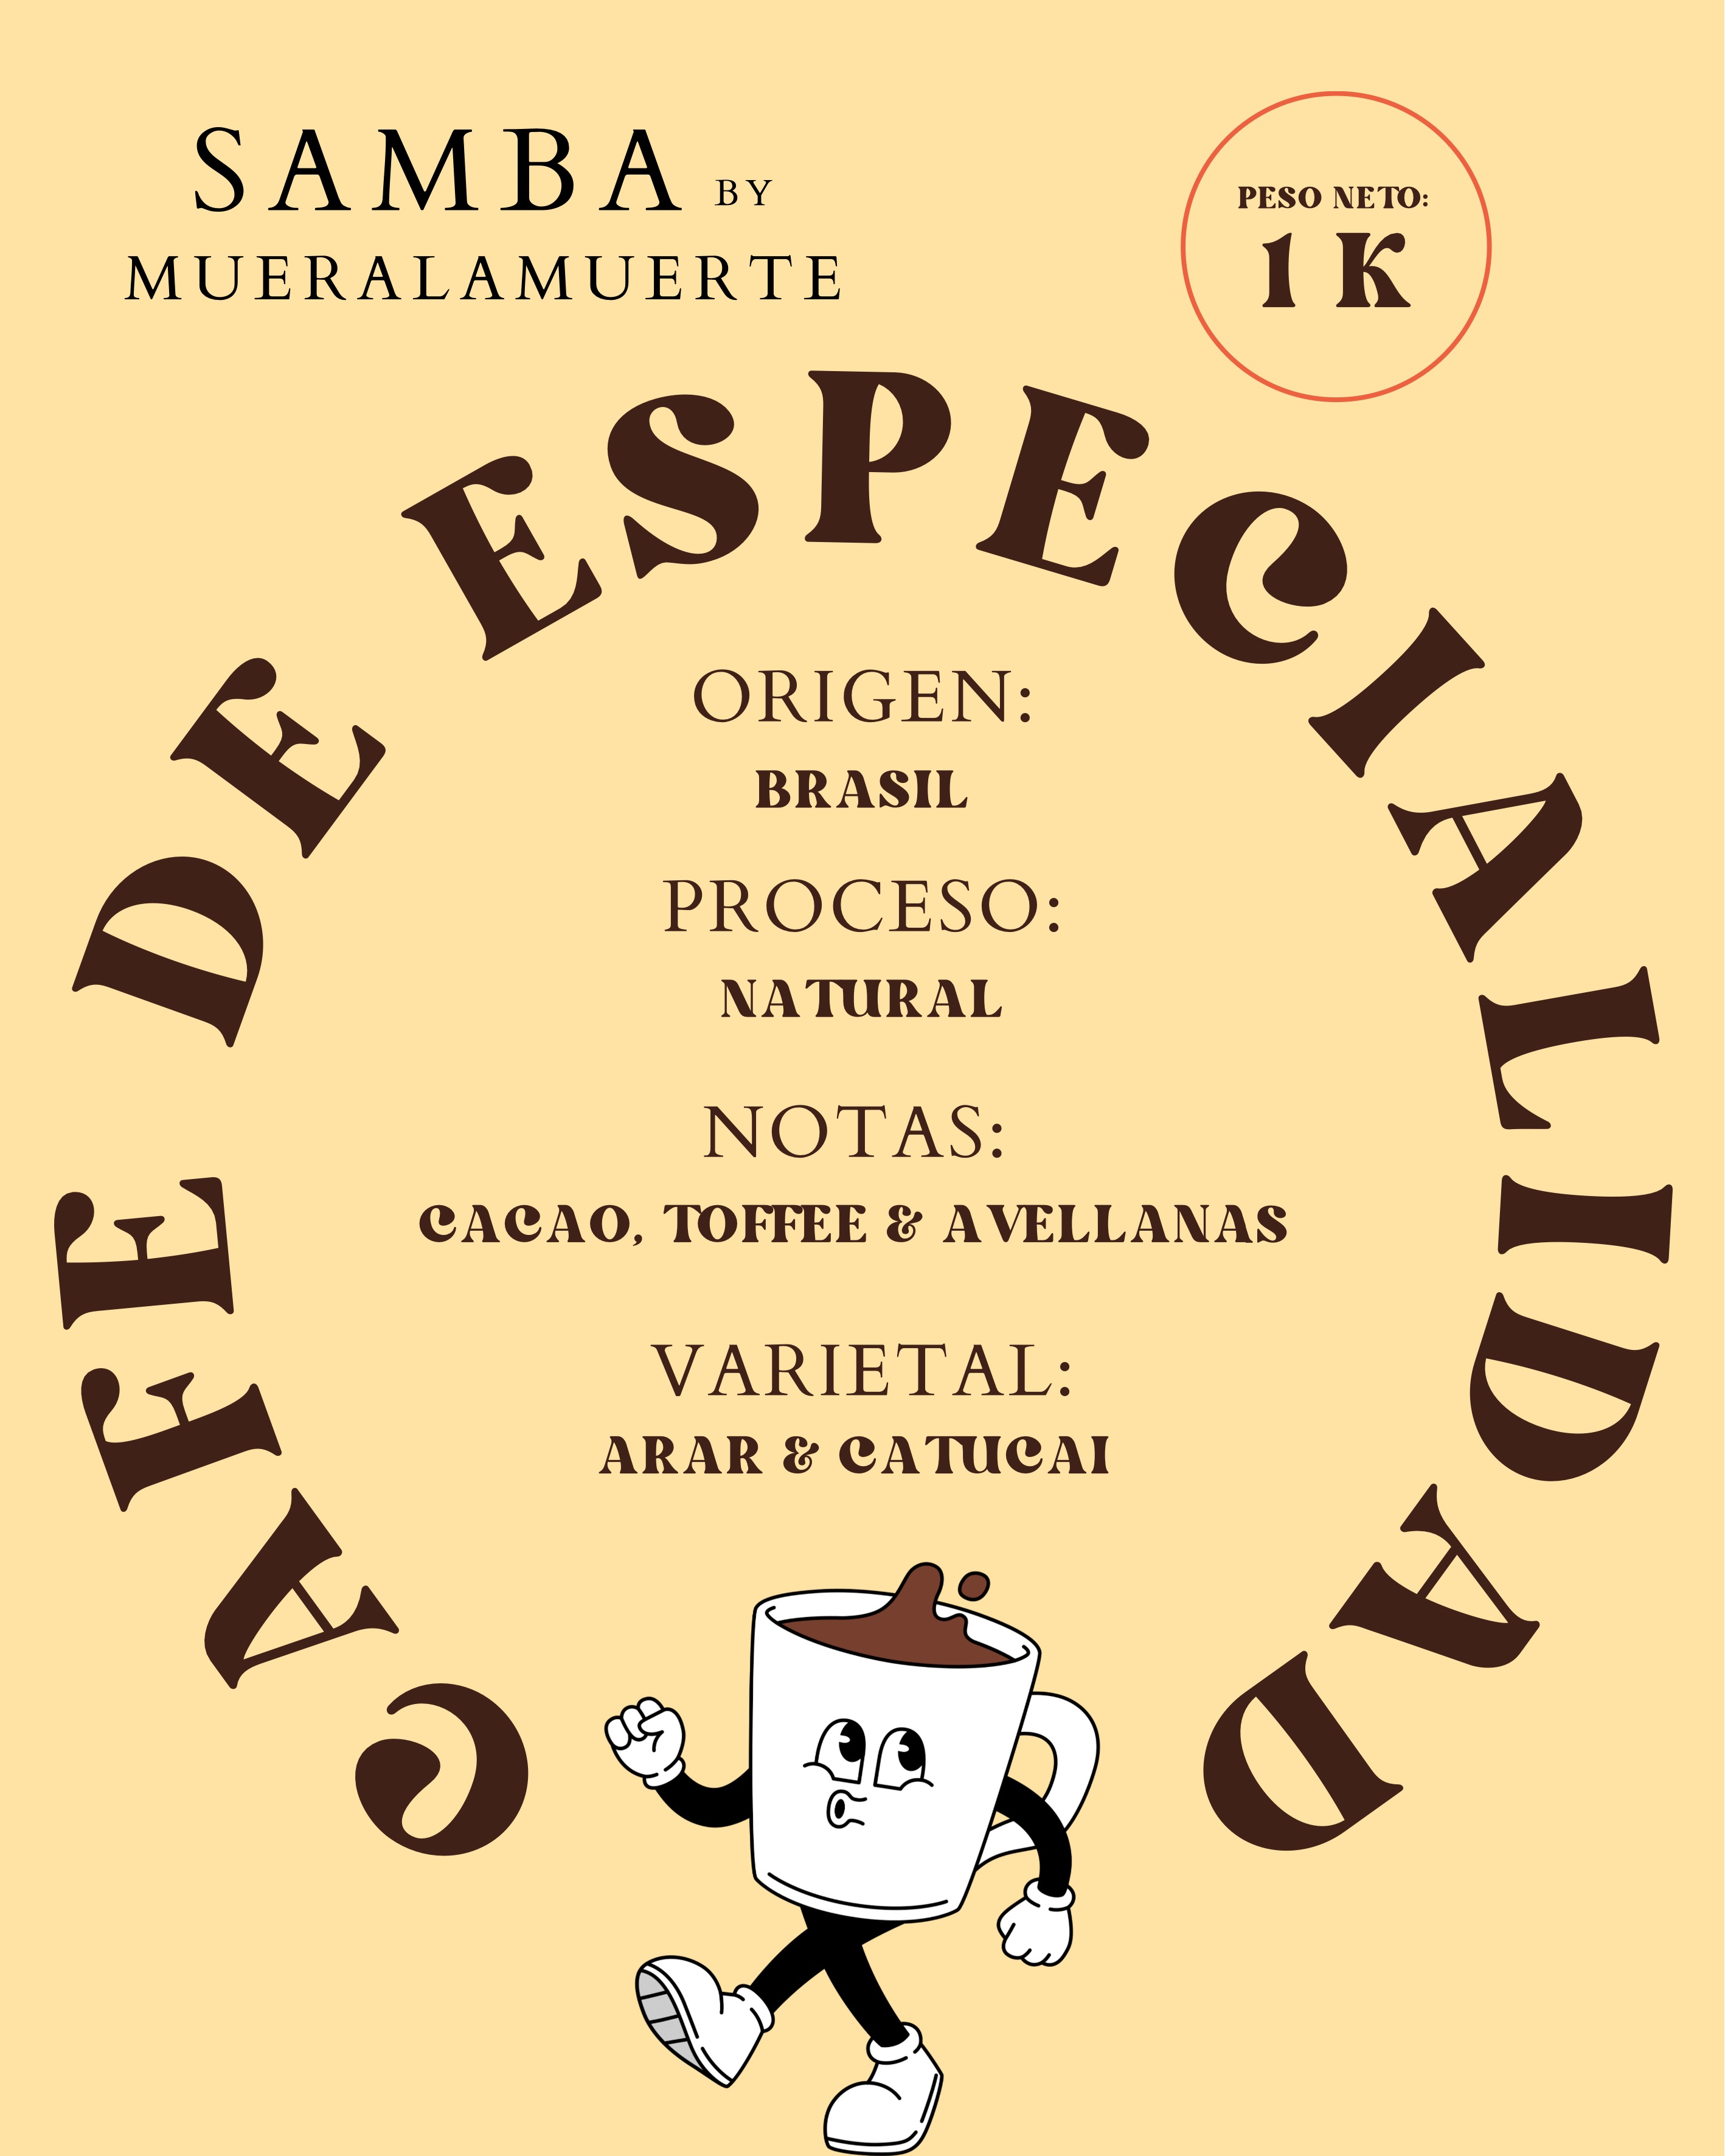 SAMBA BY
MUERALAMUERTE
PESO NETO:
1 K
CAFE DE ESPECIALIDAD
ORIGEN:
BRASIL
PROCESO:
NATURAL
NOTAS:
CACAO, TOFFEE & AVELLANAS
VARIETAL:
ARAR & CATUCAI